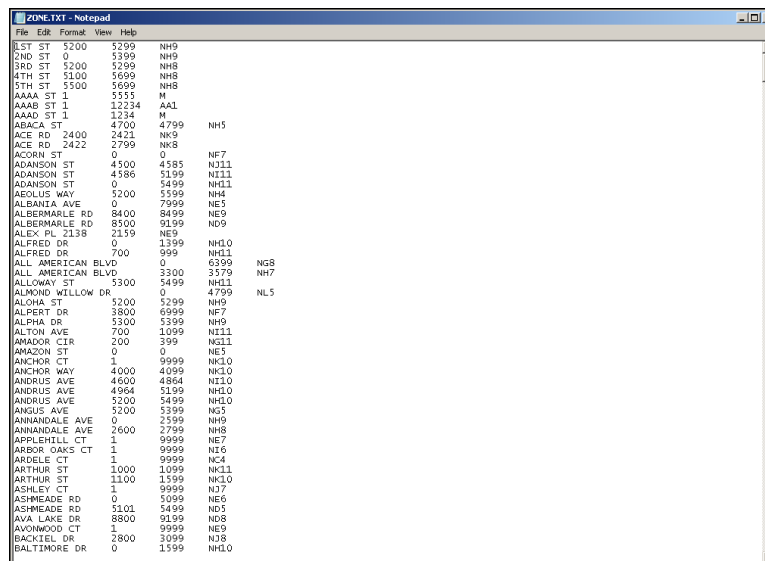 ZONE.TXT - Notepad
File Edit Format View Help
1ST ST 5200 5299 NH9
2ND ST 0 5399 NH9
3RD ST 5200 5299 NH8
4TH ST 5100 5699 NH8
5TH ST 5500 5699 NH8
AAAA ST 1 5555 M
AAAB ST 1 12234 AA1
AAAD ST 1 1234 M
ABACA ST 4700 4799 NH5
ACE RD 2400 2421 NK9
ACE RD 2422 2799 NK8
ACORN ST 0 0 NF7
ADANSON ST 4500 4585 NJ11
ADANSON ST 4586 5199 NI11
ADANSON ST 0 5499 NH11
AEOLUS WAY 5200 5599 NH4
ALBANIA AVE 0 7999 NE5
ALBERMARLE RD 8400 8499 NE9
ALBERMARLE RD 8500 9199 ND9
ALEX PL 2138 2159 NE9
ALFRED DR 0 1399 NH10
ALFRED DR 700 999 NH11
ALL AMERICAN BLVD 0 6399 NG8
ALL AMERICAN BLVD 3300 3579 NH7
ALLOWAY ST 5300 5499 NH11
ALMOND WILLOW DR 0 4799 NL5
ALOHA ST 5200 5299 NH9
ALPERT DR 3800 6999 NF7
ALPHA DR 5300 5399 NH9
ALTON AVE 700 1099 NI11
AMADOR CIR 200 399 NG11
AMAZON ST 0 0 NE5
ANCHOR CT 1 9999 NK10
ANCHOR WAY 4000 4099 NK10
ANDRUS AVE 4600 4864 NI10
ANDRUS AVE 4964 5199 NH10
ANDRUS AVE 5200 5499 NH10
ANGUS AVE 5200 5399 NG5
ANNANDALE AVE 0 2599 NH9
ANNANDALE AVE 2600 2799 NH8
APPLEHILL CT 1 9999 NE7
ARBOR OAKS CT 1 9999 NI6
ARDELE CT 1 9999 NC4
ARTHUR ST 1000 1099 NK11
ARTHUR ST 1100 1599 NK10
ASHLEY CT 1 9999 NJ7
ASHMEADE RD 0 5099 NE6
ASHMEADE RD 5101 5499 ND5
AVA LAKE DR 8800 9199 ND8
AVONWOOD CT 1 9999 NE9
BACKIEL DR 2800 3099 NJ8
BALTIMORE DR 0 1599 NH10